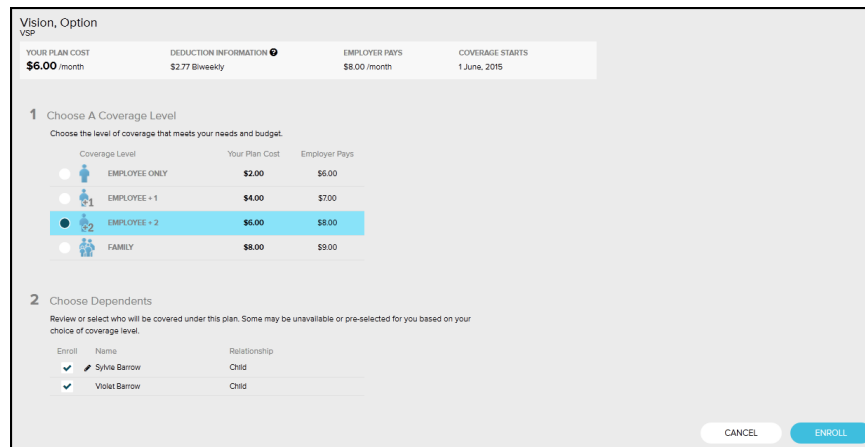 Vision, Option
VSP
YOUR PLAN COST DEDUCTION INFORMATION ? EMPLOYER PAYS COVERAGE STARTS
$6.00 /month $2.77 Biweekly $8.00 /month 1 June, 2015
1 Choose A Coverage Level
Choose the level of coverage that meets your needs and budget.
Coverage Level Your Plan Cost Employer Pays
EMPLOYEE ONLY $2.00 $6.00
+1 EMPLOYEE + 1 $4.00 $7.00
+2 EMPLOYEE + 2 $6.00 $8.00
FAMILY $8.00 $9.00
2 Choose Dependents
Review or select who will be covered under this plan. Some may be unavailable or pre-selected for you based on your
choice of coverage level.
Enroll Name Relationship
Sylvie Barrow Child
Violet Barrow Child
CANCEL ENROLL